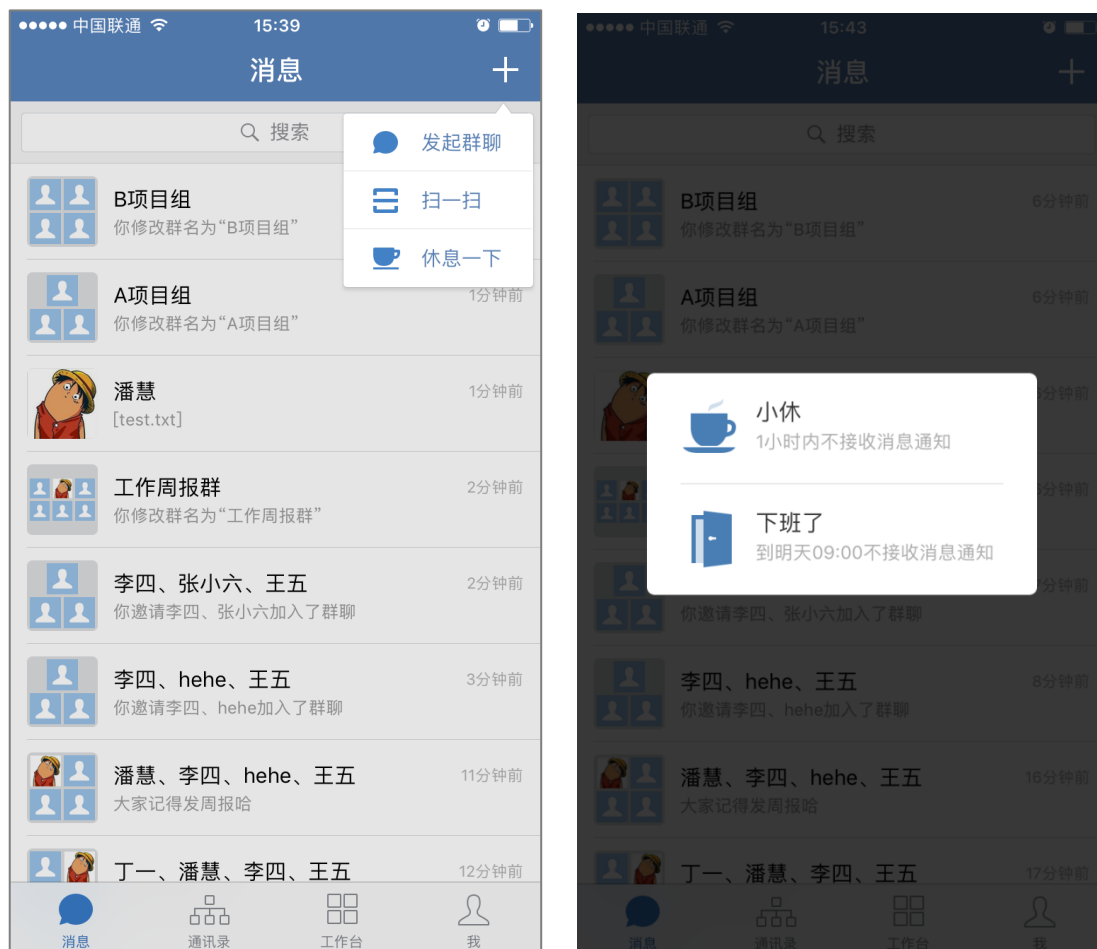 中国联通 15:39
消息
搜索
发起群聊
扫一扫
休息一下
B项目组
你修改群名为“B项目组”
A项目组 1分钟前
你修改群名为“A项目组”
潘慧 1分钟前
[test.txt]
工作周报群 2分钟前
你修改群名为“工作周报群”
李四、张小六、王五 2分钟前
你邀请李四、张小六加入了群聊
李四、hehe、王五 3分钟前
你邀请李四、hehe加入了群聊
潘慧、李四、hehe、王五 11分钟前
大家记得发周报哈
丁一、潘慧、李四、王五 12分钟前
消息 通讯录 工作台 我
中国联通 15:43
消息
搜索
B项目组 6分钟前
你修改群名为“B项目组”
A项目组 6分钟前
你修改群名为“A项目组”
小休
1小时内不接收消息通知
下班了
到明天09:00不接收消息通知
你邀请李四、张小六加入了群聊
李四、hehe、王五 8分钟前
你邀请李四、hehe加入了群聊
潘慧、李四、hehe、王五 16分钟前
大家记得发周报哈
丁一、潘慧、李四、王五 17分钟前
消息 通讯录 工作台 我